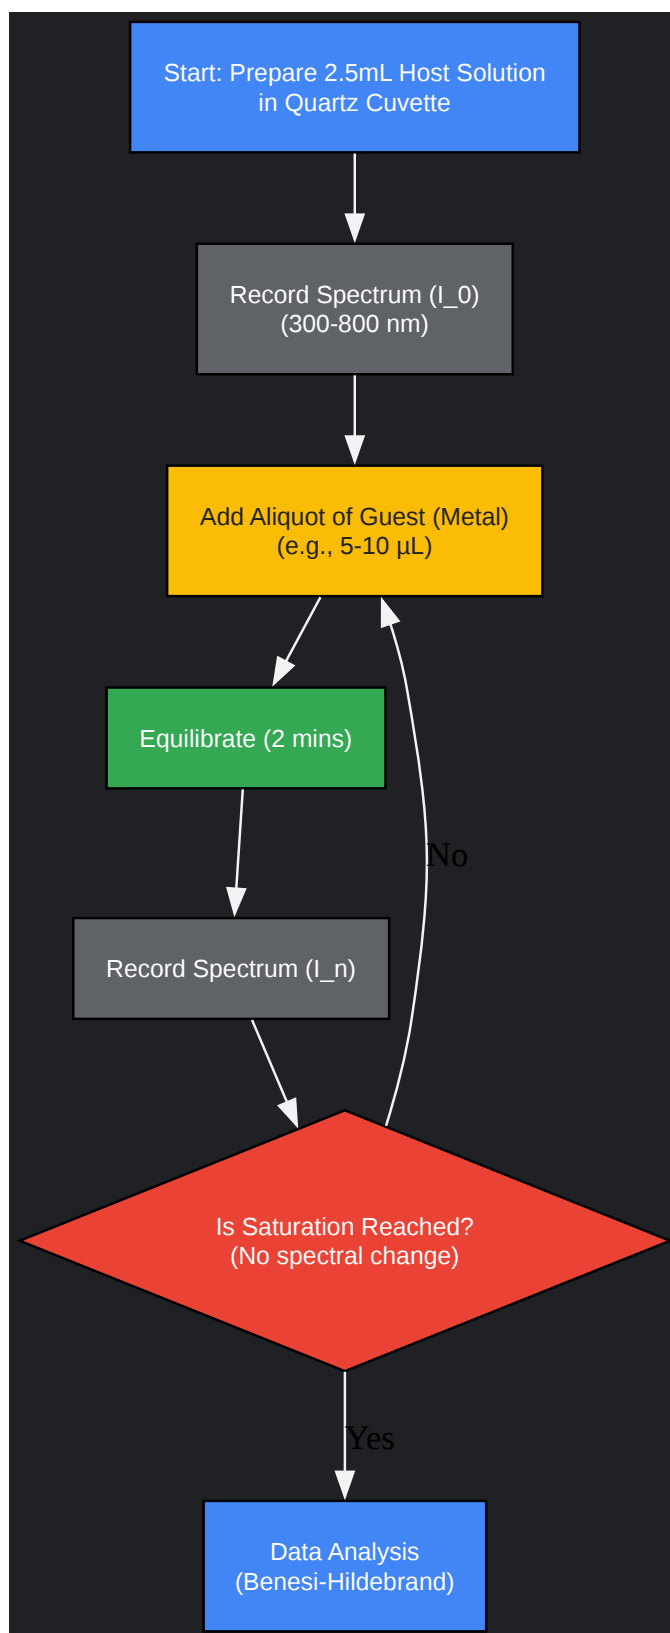 Start: Prepare 2.5mL Host Solution
in Quartz Cuvette
Record Spectrum (I_0)
(300-800 nm)
Add Aliquot of Guest (Metal)
(e.g., 5-10 µL)
Equilibrate (2 mins)
No
Record Spectrum (I_n)
Is Saturation Reached?
(No spectral change)
Yes
Data Analysis
(Benesi-Hildebrand)